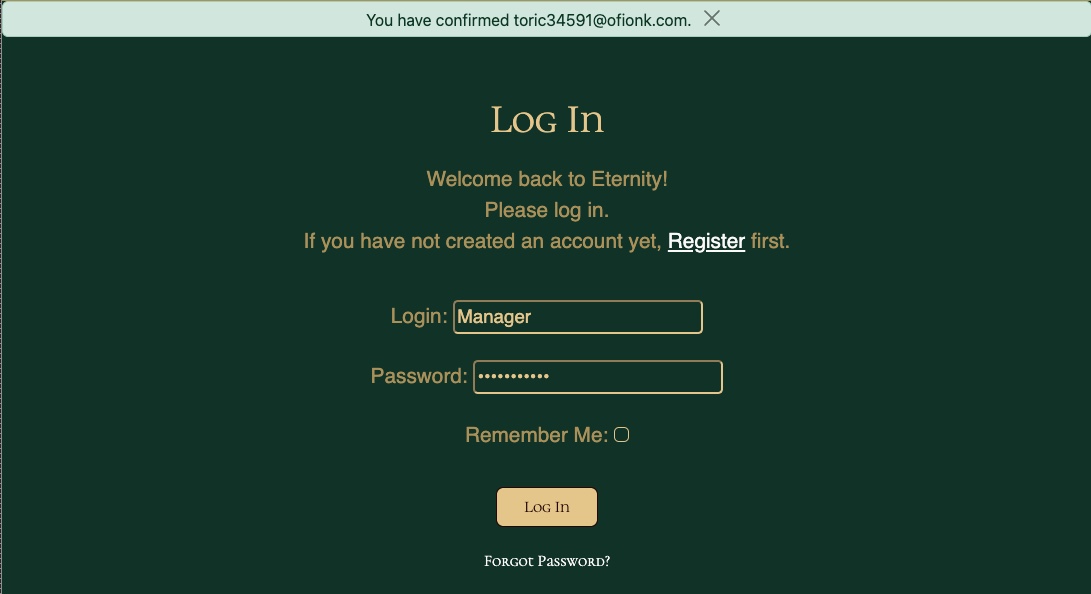 You have confirmed toric34591@ofionk.com.
Log In
Welcome back to Eternity!
Please log in.
If you have not created an account yet, Register first.
Login: Manager
Password: •••••••••••
Remember Me:
Log In
Forgot Password?